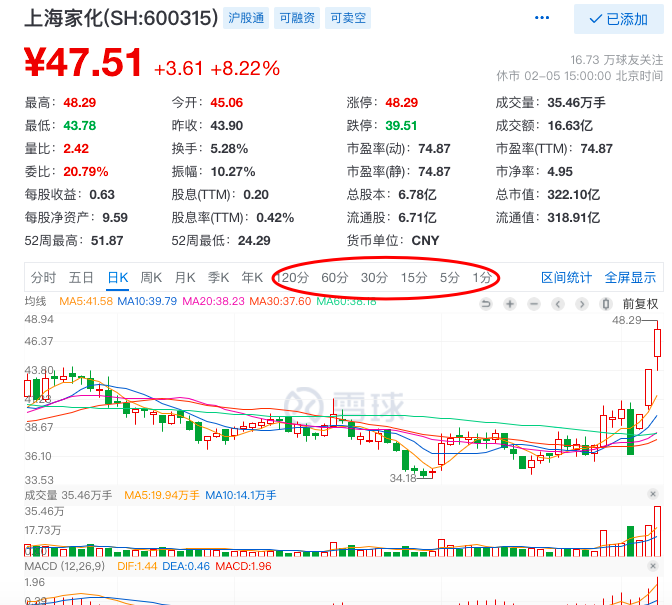 上海家化(SH:600315) 沪股通 可融资 可卖空 ••• 已添加
¥47.51 +3.61 +8.22%
16.73 万球友关注
休市 02-05 15:00:00 北京时间
最高：48.29 今开：45.06 涨停：48.29 成交量：35.46万手
最低：43.78 昨收：43.90 跌停：39.51 成交额：16.63亿
量比：2.42 换手：5.28% 市盈率(动)：74.87 市盈率(TTM)：74.87
委比：20.79% 振幅：10.27% 市盈率(静)：74.87 市净率：4.95
每股收益：0.63 股息(TTM)：0.20 总股本：6.78亿 总市值：322.10亿
每股净资产：9.59 股息率(TTM)：0.42% 流通股：6.71亿 流通值：318.91亿
52周最高：51.87 52周最低：24.29 货币单位：CNY
分时 五日 日K 周K 月K 季K 年K 120分 60分 30分 15分 5分 1分 区间统计 全屏显示
均线 MA5:41.58 MA10:39.79 MA20:38.23 MA30:37.60 MA60:38.18 前复权
48.94
48.29
46.37
43.80
雪球
38.67
36.10
34.18
33.53
成交量 35.46万手 MA5:19.94万手 MA10:14.1万手
35.46万
17.73万
MACD (12,26,9) DIF:1.44 DEA:0.46 MACD:1.96
1.96